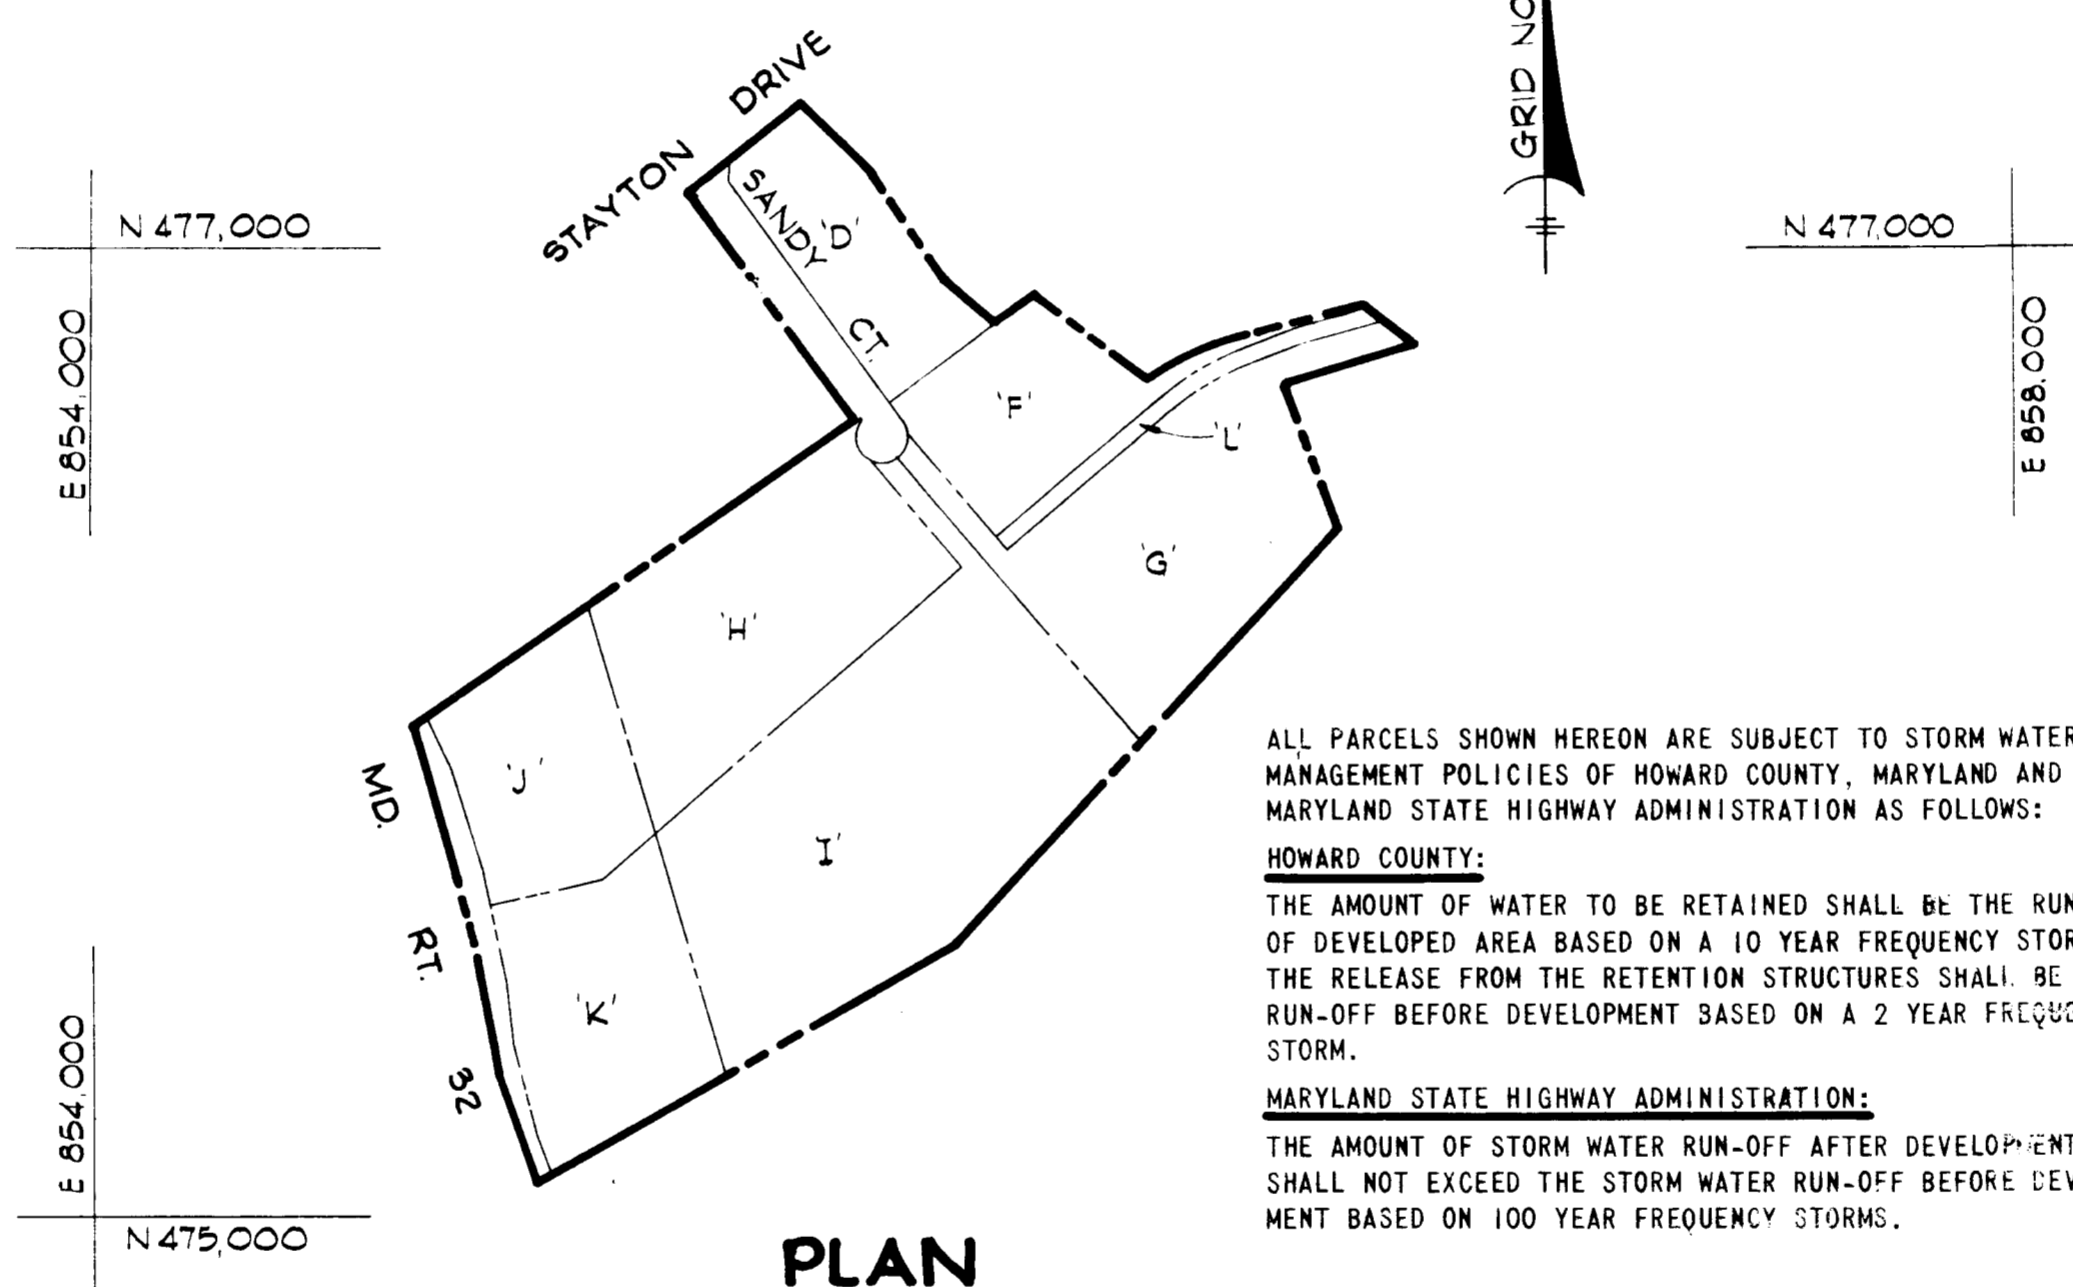 STAYTON DRIVE
GRID NO
N 477,000
N 477,000
SANDY CT.
'D'
E 854,000
E 858,000
'F'
'L'
'G'
'H'
'J'
I'
'K'
MD. RT. 32
ALL PARCELS SHOWN HEREON ARE SUBJECT TO STORM WATER
MANAGEMENT POLICIES OF HOWARD COUNTY, MARYLAND AND
MARYLAND STATE HIGHWAY ADMINISTRATION AS FOLLOWS:
HOWARD COUNTY:
THE AMOUNT OF WATER TO BE RETAINED SHALL BE THE RUN
OF DEVELOPED AREA BASED ON A 10 YEAR FREQUENCY STOR
THE RELEASE FROM THE RETENTION STRUCTURES SHALL BE
RUN-OFF BEFORE DEVELOPMENT BASED ON A 2 YEAR FREQUE
STORM.
MARYLAND STATE HIGHWAY ADMINISTRATION:
THE AMOUNT OF STORM WATER RUN-OFF AFTER DEVELOPMENT
SHALL NOT EXCEED THE STORM WATER RUN-OFF BEFORE DEV
MENT BASED ON 100 YEAR FREQUENCY STORMS.
E 854,000
N 475,000
PLAN